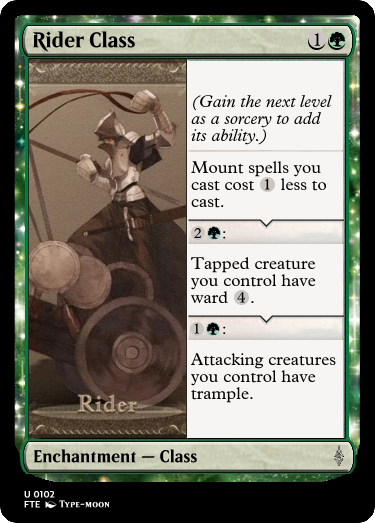 Rider Class 1
(Gain the next level
as a sorcery to add
its ability.)
Mount spells you
cast cost 1 less to
cast.
2 :
Tapped creature
you control have
ward 4.
1 :
Attacking creatures
you control have
trample.
Rider
Enchantment — Class
U 0102
FTE Type-moon